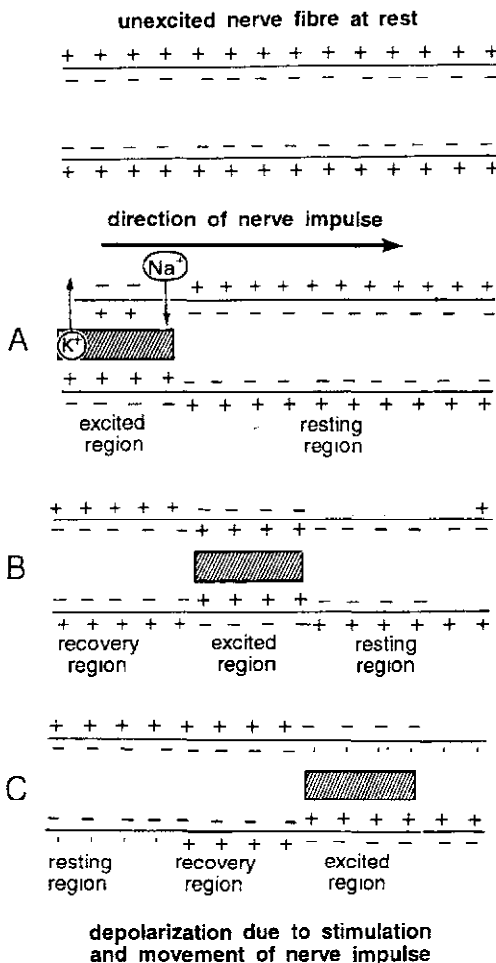 unexcited nerve fibre at rest
direction of nerve impulse
Na⁺
A
K⁺
excited
region
resting
region
B
recovery
region
excited
region
resting
region
C
resting
region
recovery
region
excited
region
depolarization due to stimulation
and movement of nerve impulse